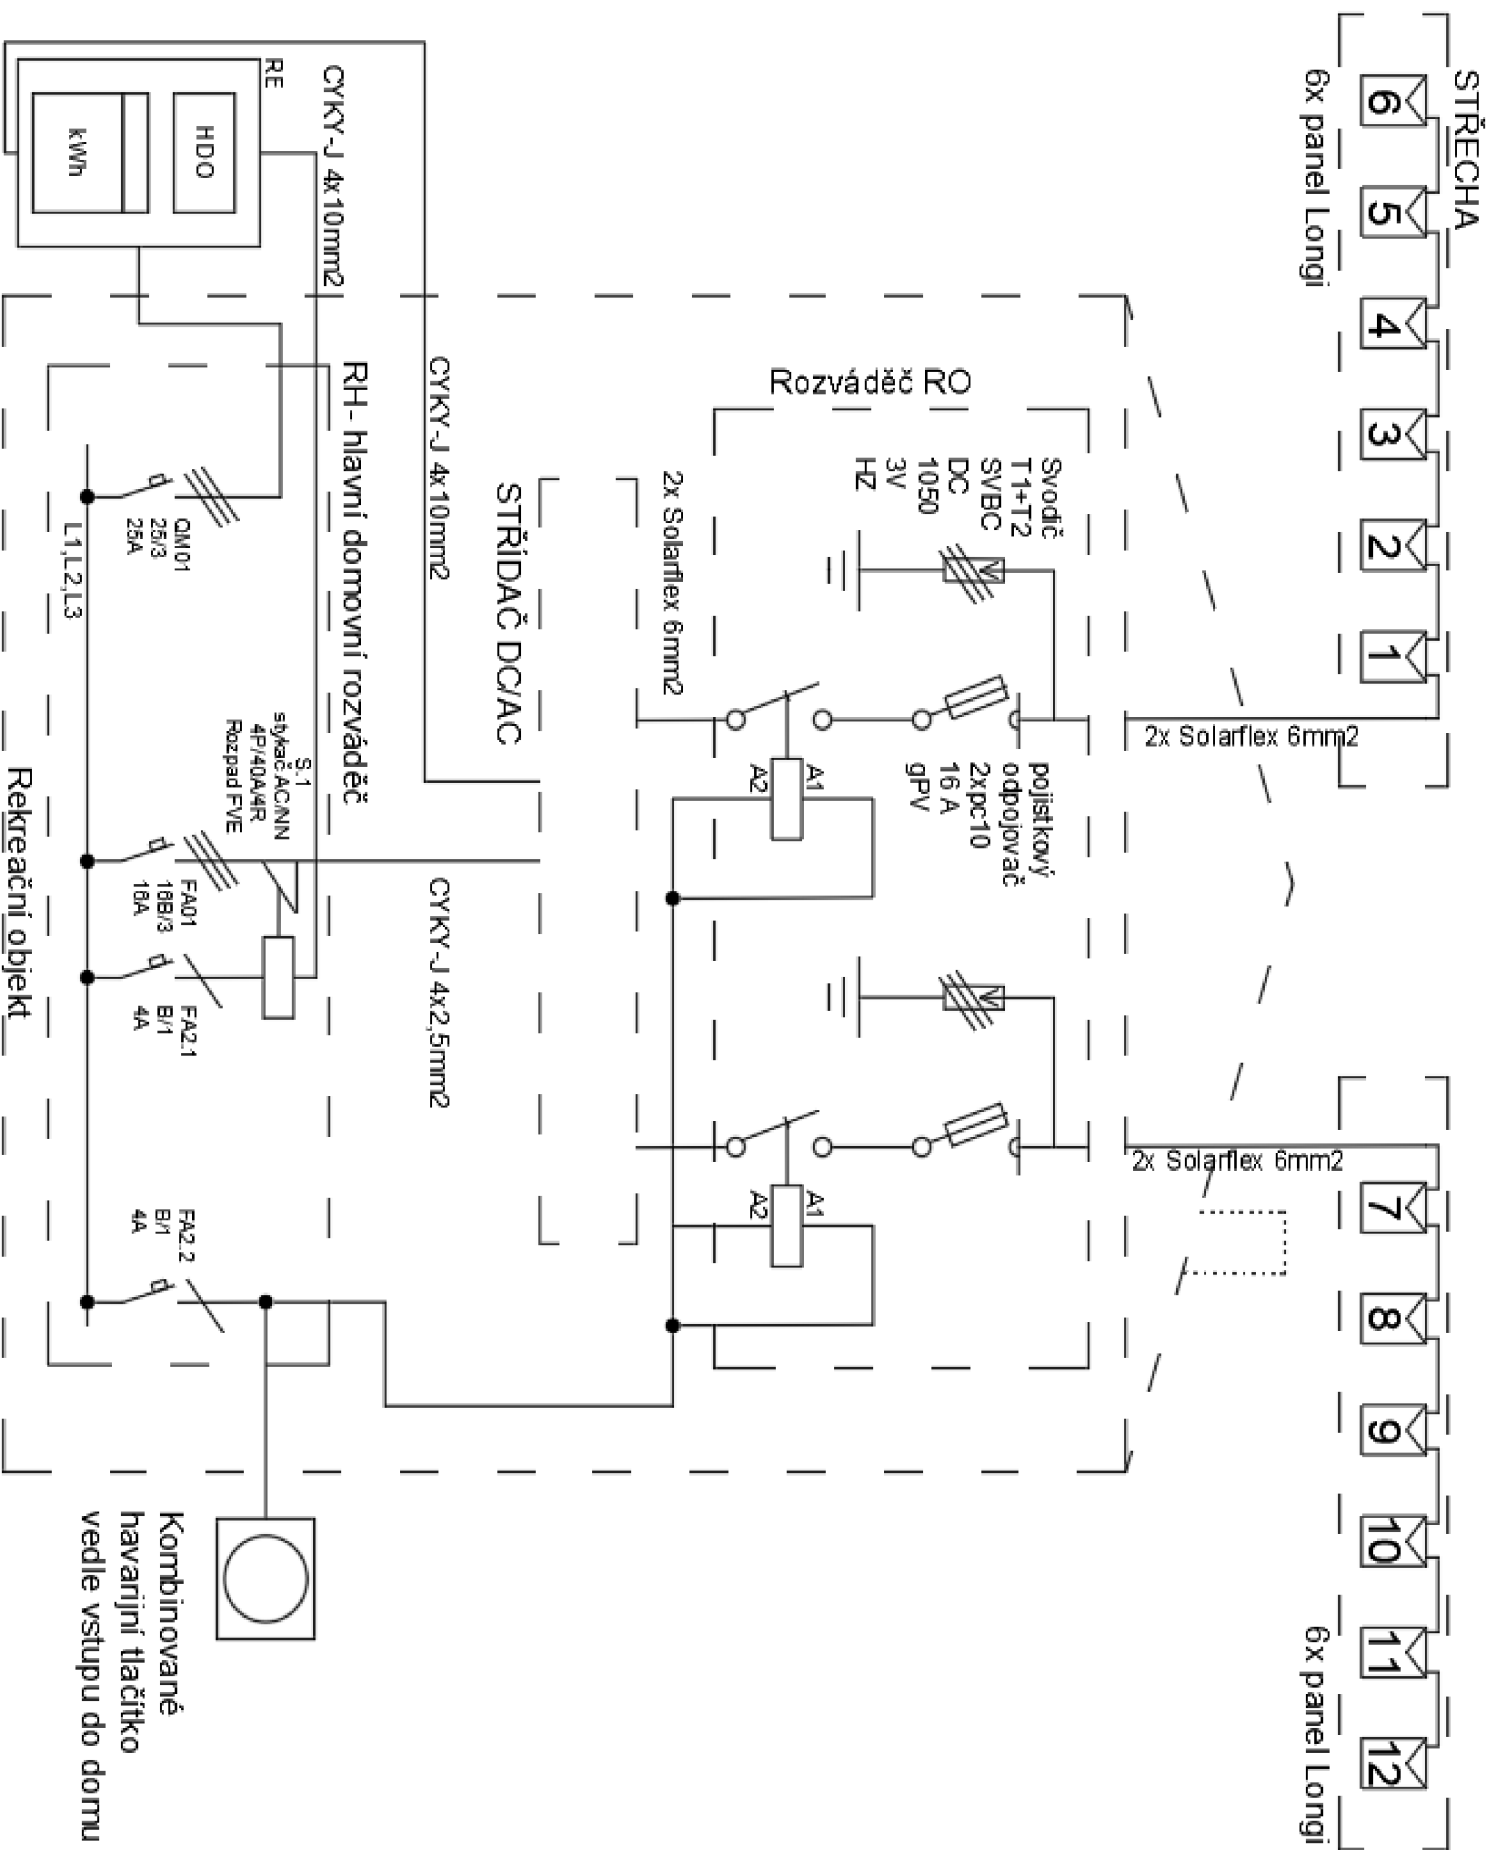 STŘECHA
6x panel Longi
6
5
4
3
2
1
2x Solarflex 6mm2
7
8
9
10
11
12
6x panel Longi
2x Solarflex 6mm2
Rozváděč RO
Svodič
T1+T2
SVBC
DC
1050
3V
HZ
pojistkový
odpojovač
2xpc10
16 A
gPV
A1
A2
A1
A2
2x Solarflex 6mm2
STŘÍDAČ DC/AC
CYKY-J 4x10mm2
CYKY-J 4x2,5mm2
CYKY-J 4x10mm2
RE
HDO
kWh
RH- hlavní domovní rozváděč
S.1
stykač AC/NN
4P/40A/4R
Rozpad FVE
QM01
25/3
25A
L1,L2,L3
FA01
16B/3
16A
FA2.1
B/1
4A
FA2.2
B/1
4A
Rekreační objekt
Kombinované
havarijní tlačítko
vedle vstupu do domu